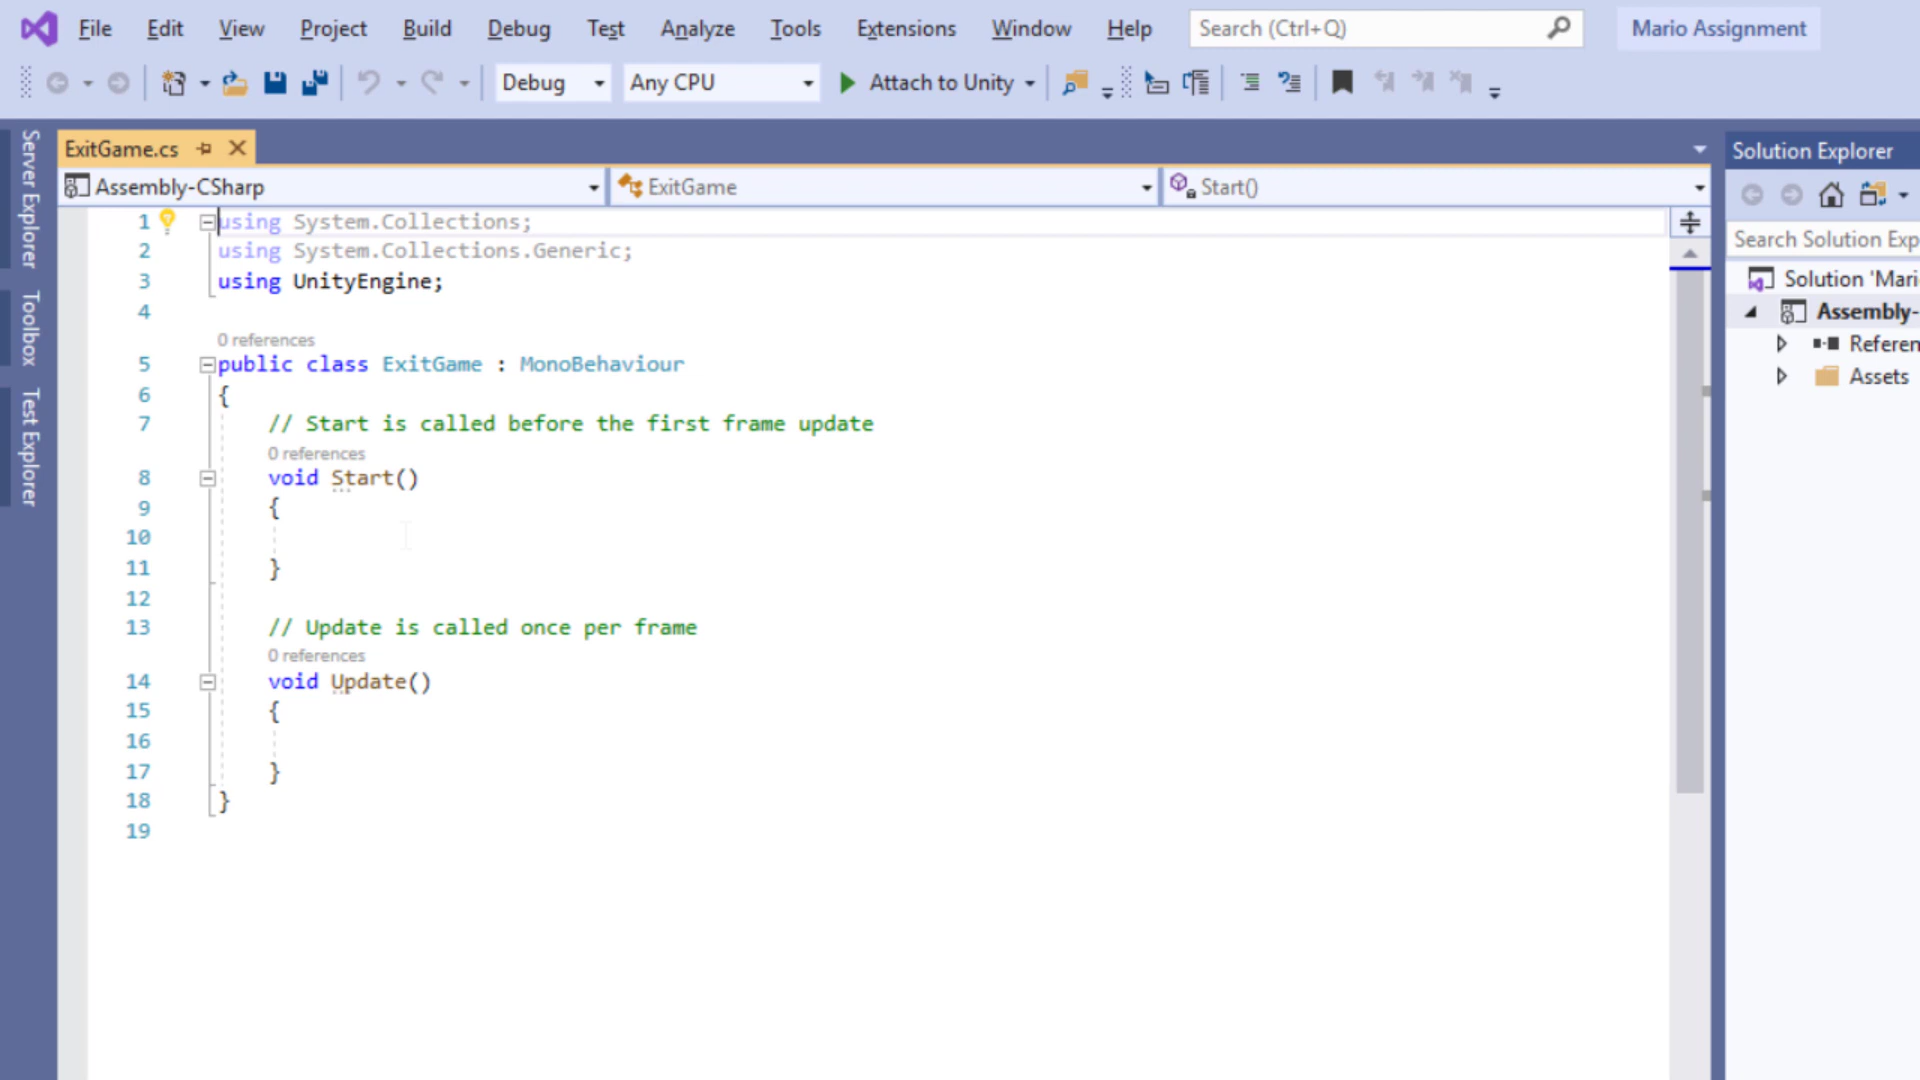 File Edit View Project Build Debug Test Analyze Tools Extensions Window Help Search (Ctrl+Q) Mario Assignment
Debug Any CPU Attach to Unity
Server Explorer
Toolbox
Test Explorer
ExitGame.cs
Assembly-CSharp ExitGame Start()
1 using System.Collections;
2 using System.Collections.Generic;
3 using UnityEngine;
4
0 references
5 public class ExitGame : MonoBehaviour
6 {
7 // Start is called before the first frame update
0 references
8 void Start()
9 {
10
11 }
12
13 // Update is called once per frame
0 references
14 void Update()
15 {
16
17 }
18 }
19
Solution Explorer
Search Solution Exp
Solution 'Mari
Assembly-
Referen
Assets